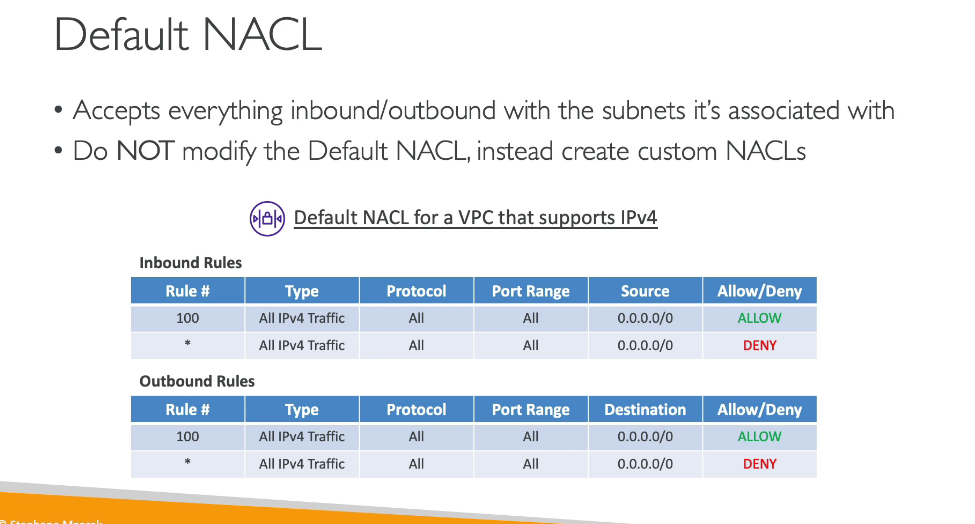 Default NACL
• Accepts everything inbound/outbound with the subnets it's associated with
• Do NOT modify the Default NACL, instead create custom NACLs
Default NACL for a VPC that supports IPv4
Inbound Rules
Rule # Type Protocol Port Range Source Allow/Deny
100 All IPv4 Traffic All All 0.0.0.0/0 ALLOW
* All IPv4 Traffic All All 0.0.0.0/0 DENY
Outbound Rules
Rule # Type Protocol Port Range Destination Allow/Deny
100 All IPv4 Traffic All All 0.0.0.0/0 ALLOW
* All IPv4 Traffic All All 0.0.0.0/0 DENY